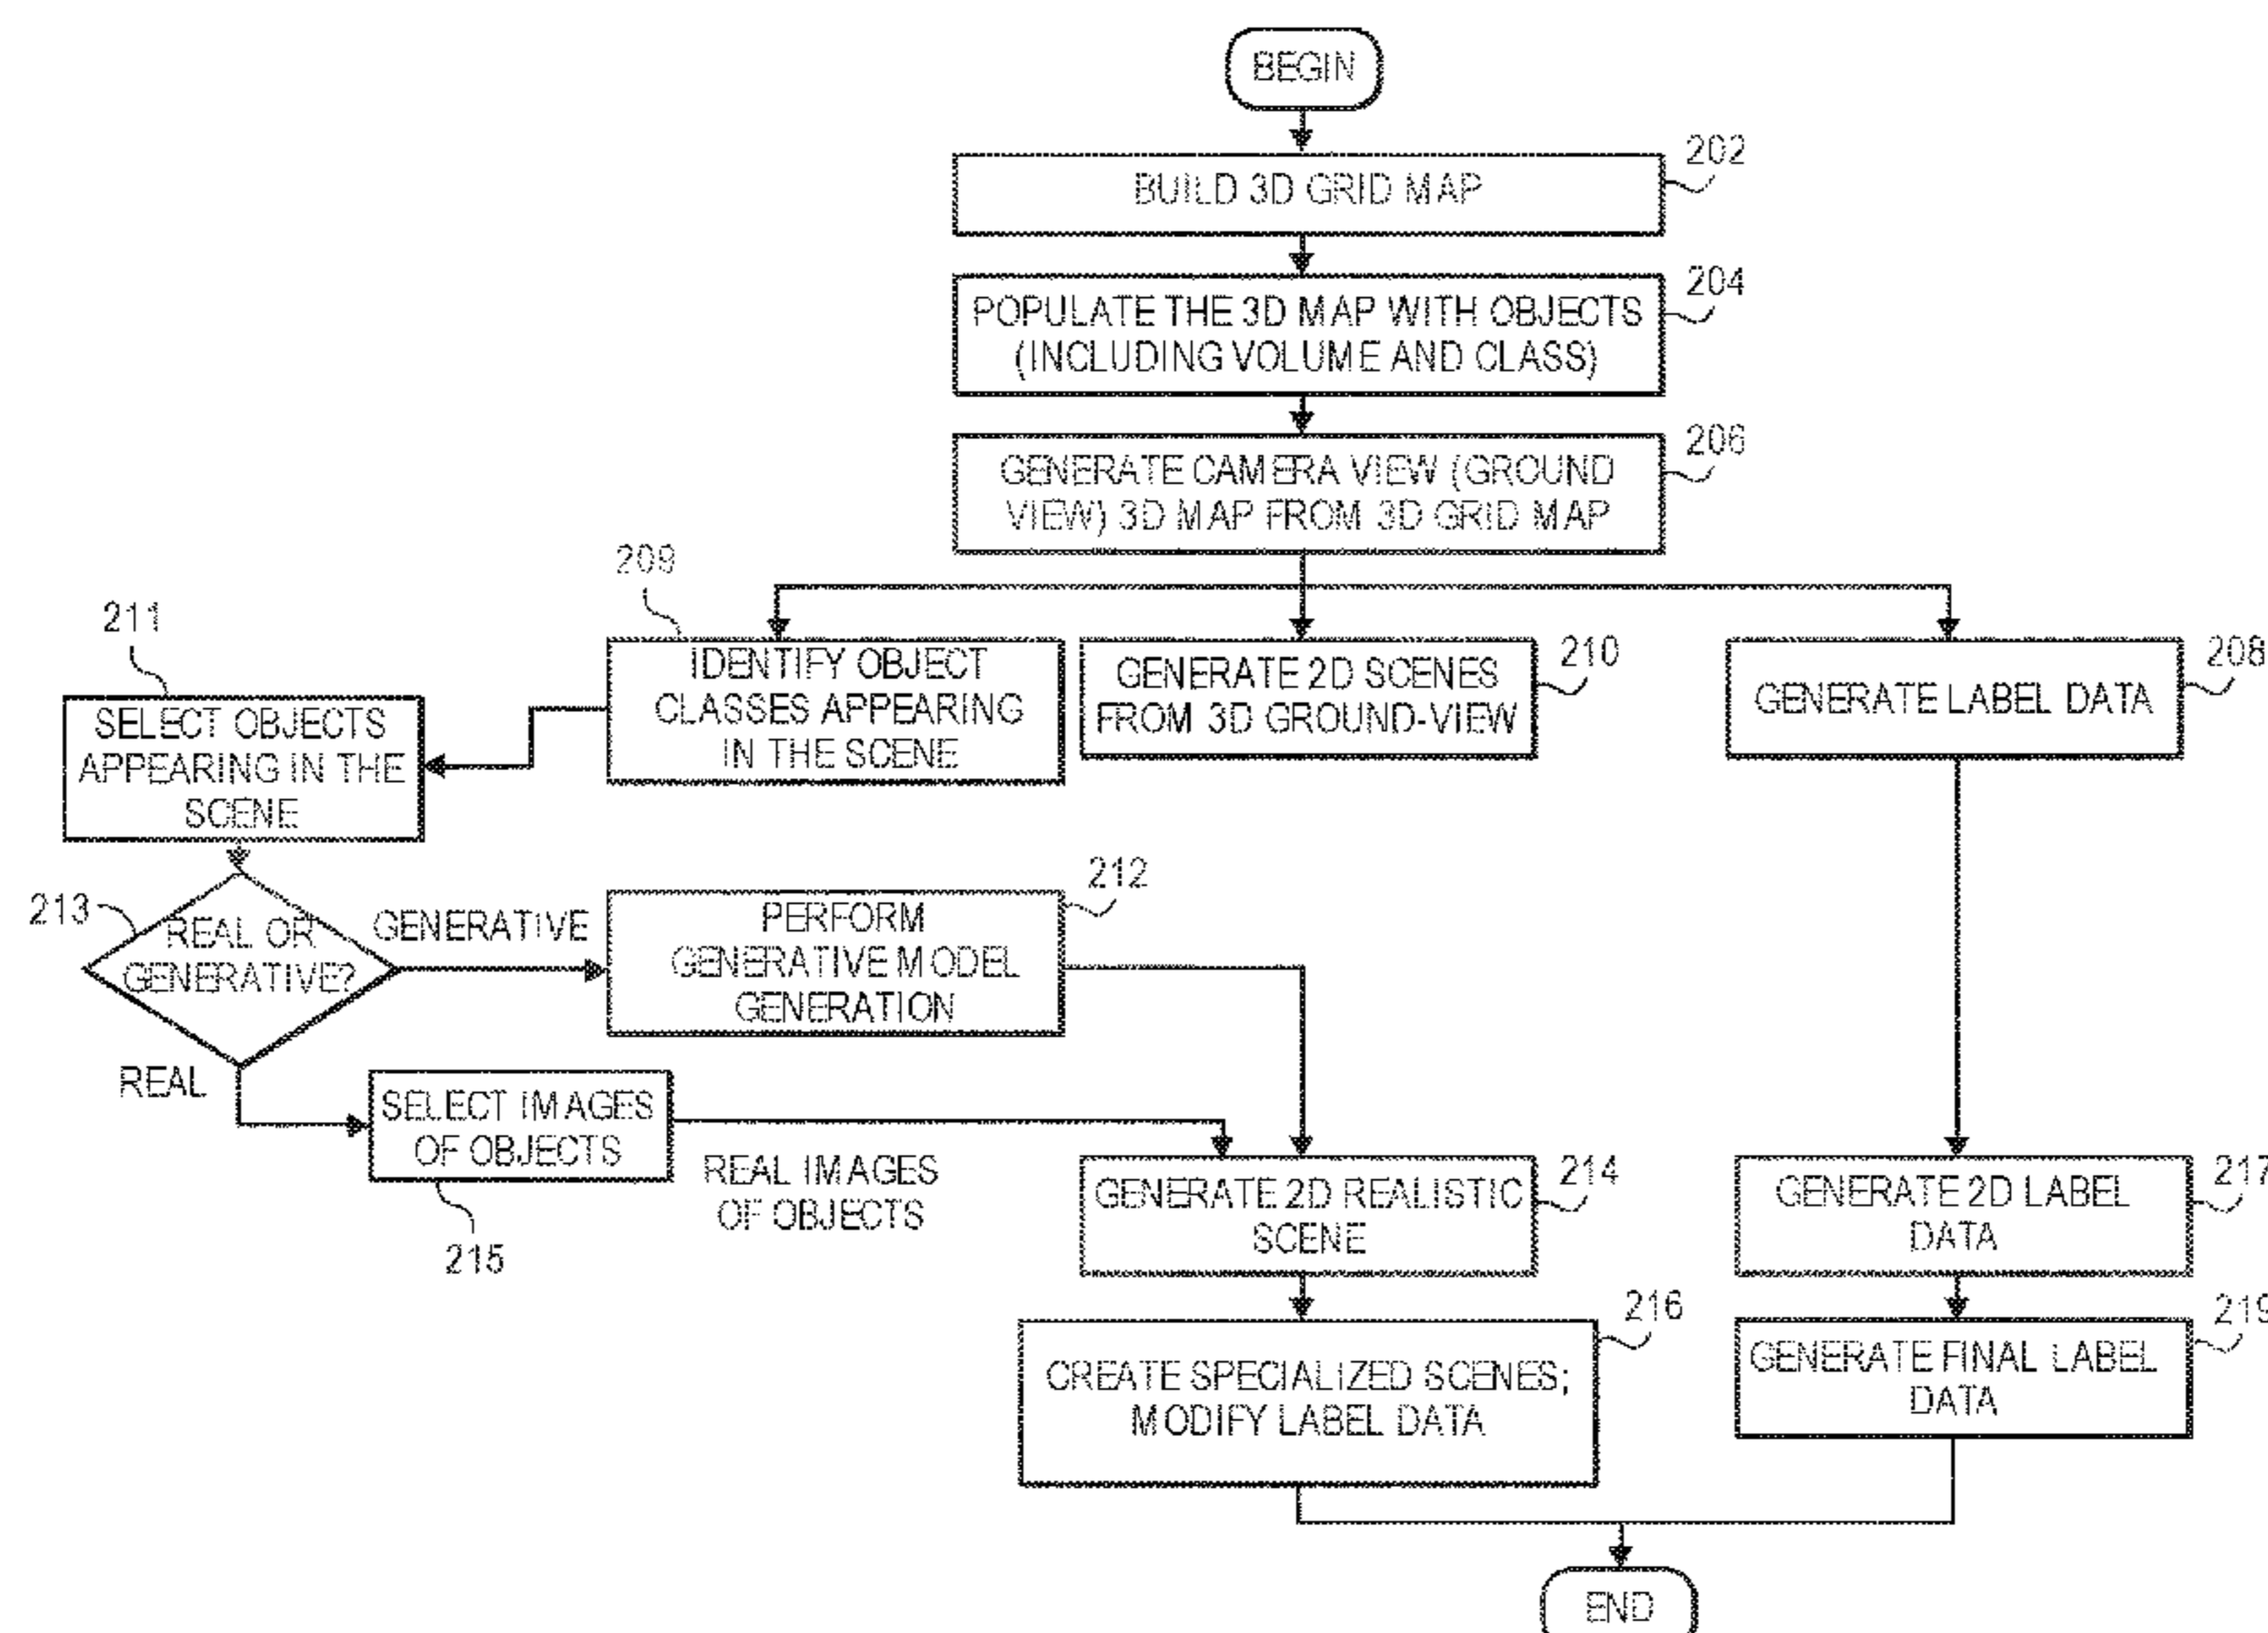 BEGIN
202
BUILD 3D GRID MAP
204
POPULATE THE 3D MAP WITH OBJECTS
(INCLUDING VOLUME AND CLASS)
206
GENERATE CAMERA VIEW (GROUND
VIEW) 3D MAP FROM 3D GRID MAP
209
IDENTIFY OBJECT
CLASSES APPEARING
IN THE SCENE
210
GENERATE 2D SCENES
FROM 3D GROUND-VIEW
208
GENERATE LABEL DATA
211
SELECT OBJECTS
APPEARING IN THE
SCENE
213
REAL OR
GENERATIVE?
GENERATIVE
212
PERFORM
GENERATIVE MODEL
GENERATION
REAL
SELECT IMAGES
OF OBJECTS
215
REAL IMAGES
OF OBJECTS
214
GENERATE 2D REALISTIC
SCENE
217
GENERATE 2D LABEL
DATA
216
CREATE SPECIALIZED SCENES;
MODIFY LABEL DATA
219
GENERATE FINAL LABEL
DATA
END